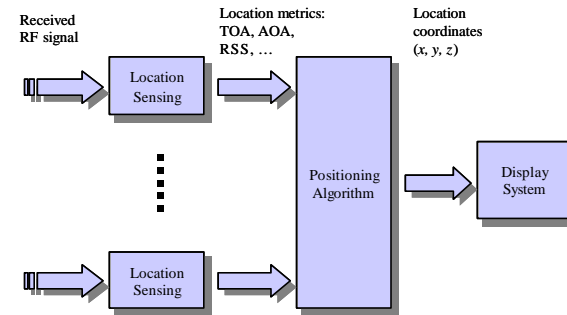 Received
RF signal
Location metrics:
TOA, AOA,
RSS, …
Location
coordinates
(x, y, z)
Location
Sensing
Positioning
Algorithm
Display
System
Location
Sensing